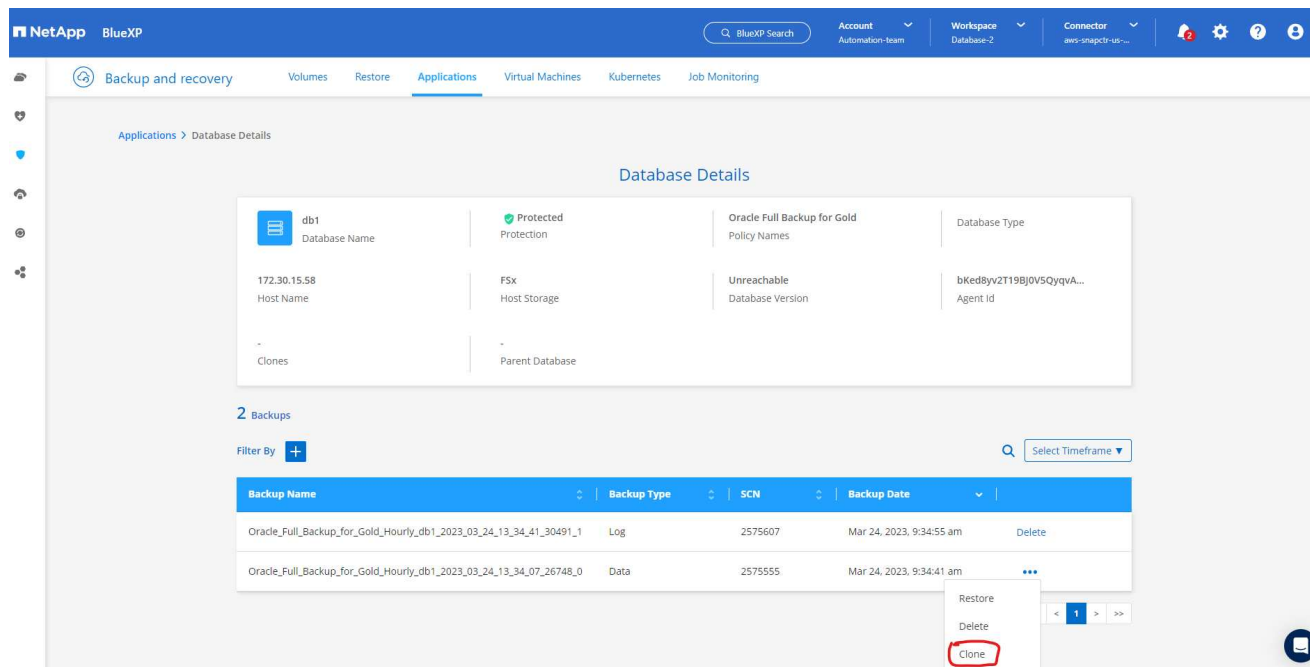 NetApp BlueXP
BlueXP Search
Account
Automation-team
Workspace
Database-2
Connector
aws-snapctr-us-...
2
Backup and recovery
Volumes Restore Applications Virtual Machines Kubernetes Job Monitoring
Applications > Database Details
Database Details
db1
Database Name
Protected
Protection
Oracle Full Backup for Gold
Policy Names
Database Type
172.30.15.58
Host Name
FSx
Host Storage
Unreachable
Database Version
bKed8yv2T19BJ0V5QyqvA...
Agent Id
-
Clones
-
Parent Database
2 Backups
Filter By +
Select Timeframe ▼
Backup Name Backup Type SCN Backup Date
Oracle_Full_Backup_for_Gold_Hourly_db1_2023_03_24_13_34_41_30491_1 Log 2575607 Mar 24, 2023, 9:34:55 am Delete
Oracle_Full_Backup_for_Gold_Hourly_db1_2023_03_24_13_34_07_26748_0 Data 2575555 Mar 24, 2023, 9:34:41 am •••
Restore
Delete
Clone
< 1 > >>